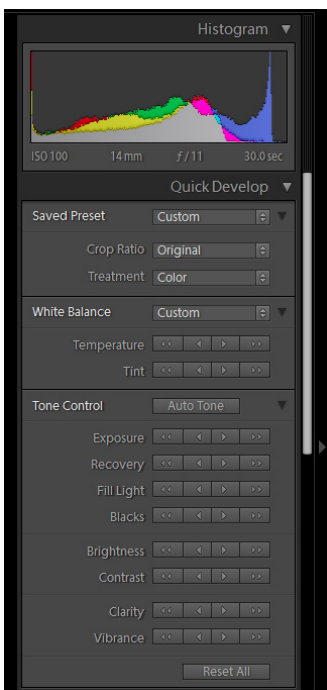 Histogram
ISO 100 14 mm f / 11 30.0 sec
Quick Develop
Saved Preset Custom
Crop Ratio Original
Treatment Color
White Balance Custom
Temperature
Tint
Tone Control Auto Tone
Exposure
Recovery
Fill Light
Blacks
Brightness
Contrast
Clarity
Vibrance
Reset All